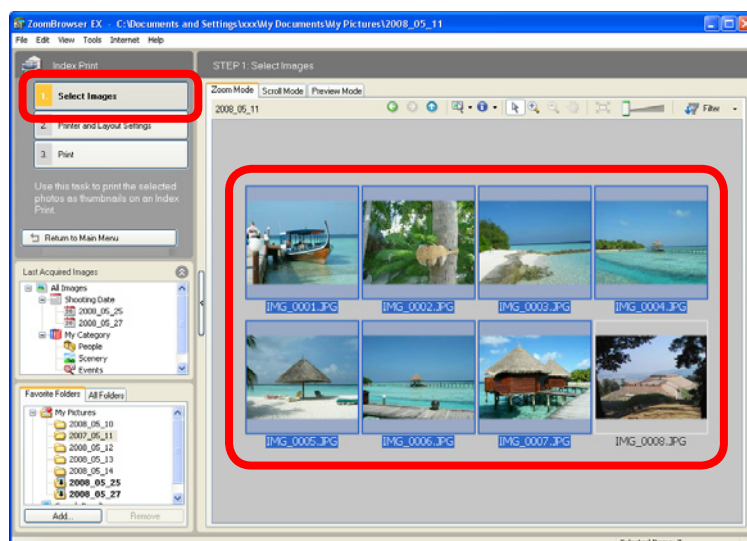 ZoomBrowser EX - C:\Documents and Settings\xxx\My Documents\My Pictures\2008_05_11
File Edit View Tools Internet Help
Index Print
STEP 1: Select Images
1. Select Images
2. Printer and Layout Settings
3. Print
Use this task to print the selected
photos as thumbnails on an Index
Print.
Return to Main Menu
Zoom Mode Scroll Mode Preview Mode
2008_05_11
Filter
Last Acquired Images
All Images
Shooting Date
2008_05_25
2008_05_27
My Category
People
Scenery
Events
Favorite Folders All Folders
My Pictures
2008_05_10
2007_05_11
2008_05_12
2008_05_13
2008_05_14
2008_05_25
2008_05_27
Add... Remove
IMG_0001.JPG IMG_0002.JPG IMG_0003.JPG IMG_0004.JPG
IMG_0005.JPG IMG_0006.JPG IMG_0007.JPG IMG_0008.JPG